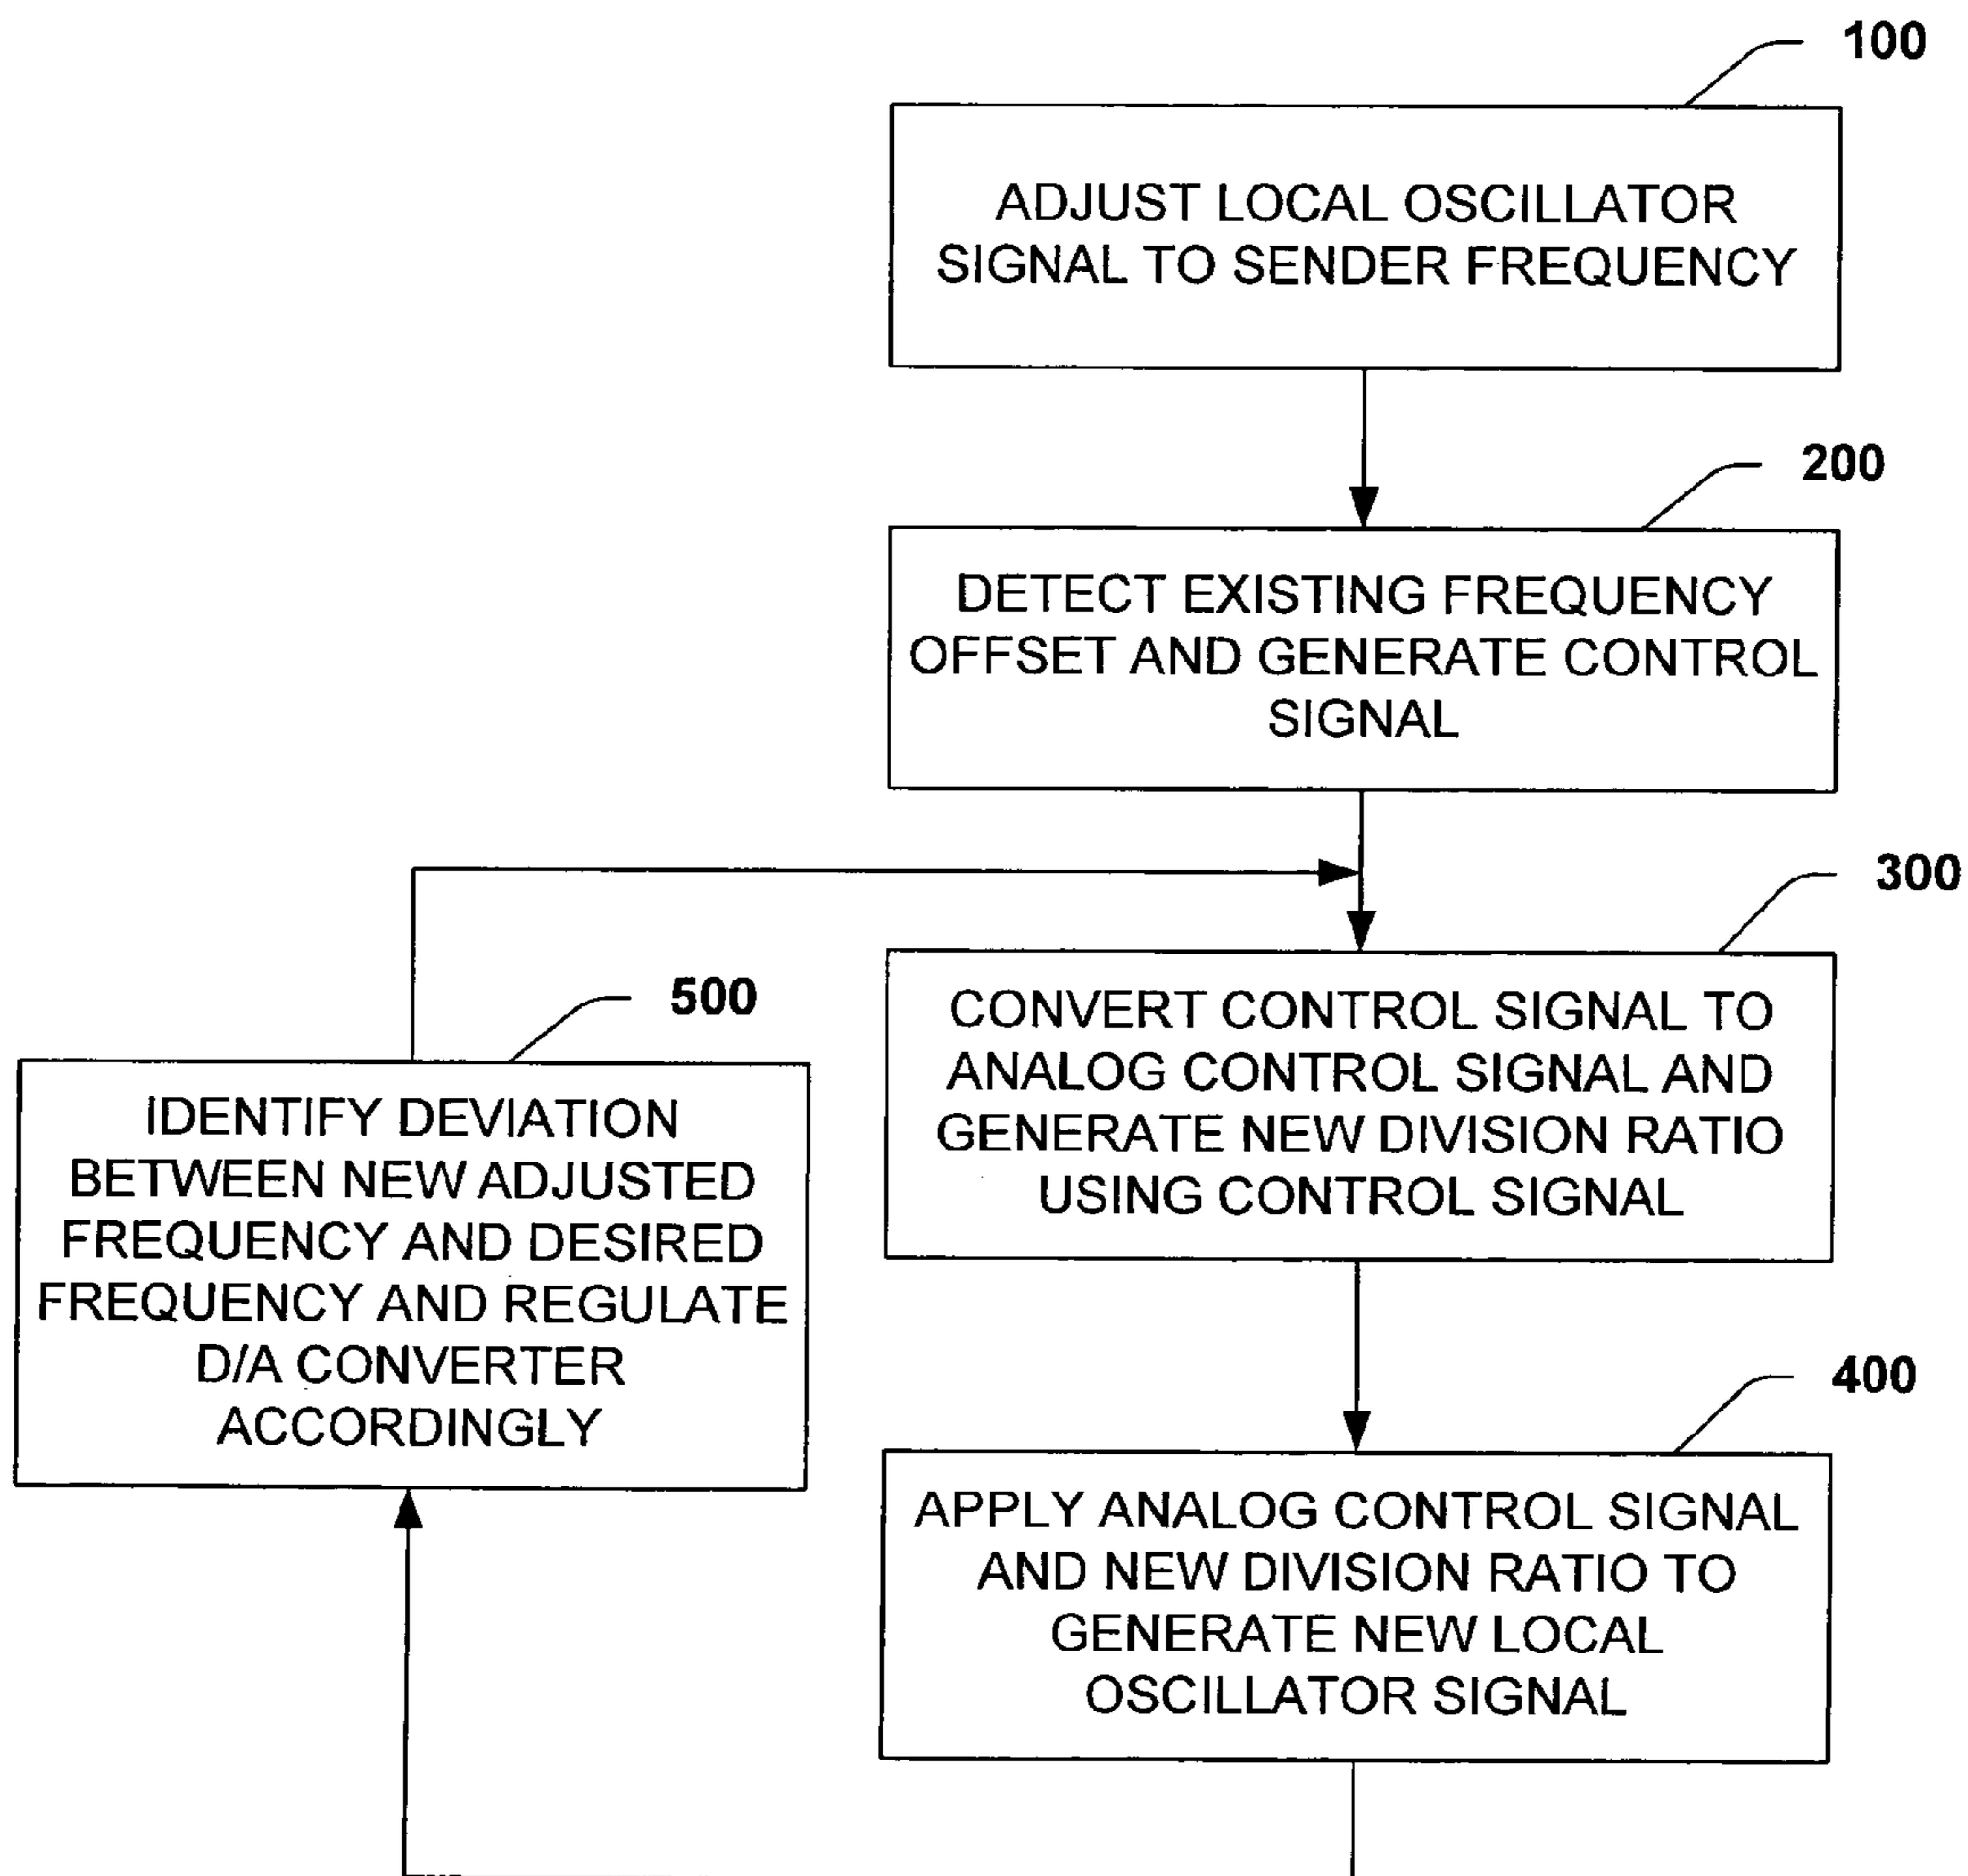 100
ADJUST LOCAL OSCILLATOR
SIGNAL TO SENDER FREQUENCY
200
DETECT EXISTING FREQUENCY
OFFSET AND GENERATE CONTROL
SIGNAL
300
CONVERT CONTROL SIGNAL TO
ANALOG CONTROL SIGNAL AND
GENERATE NEW DIVISION RATIO
USING CONTROL SIGNAL
500
IDENTIFY DEVIATION
BETWEEN NEW ADJUSTED
FREQUENCY AND DESIRED
FREQUENCY AND REGULATE
D/A CONVERTER
ACCORDINGLY
400
APPLY ANALOG CONTROL SIGNAL
AND NEW DIVISION RATIO TO
GENERATE NEW LOCAL
OSCILLATOR SIGNAL